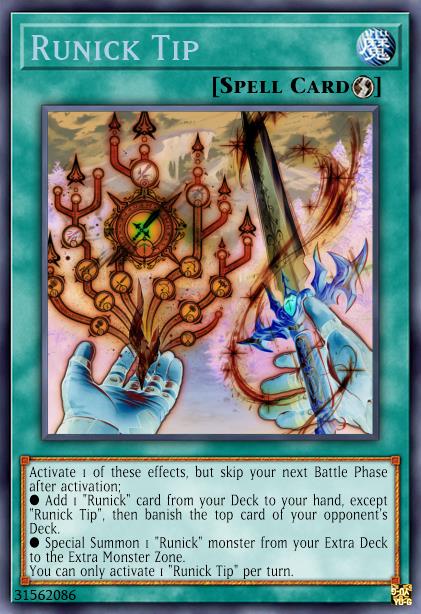 Runick Tip
魔
[Spell Card]
Activate 1 of these effects, but skip your next Battle Phase
after activation;
● Add 1 "Runick" card from your Deck to your hand, except
"Runick Tip", then banish the top card of your opponent's
Deck.
● Special Summon 1 "Runick" monster from your Extra Deck
to the Extra Monster Zone.
You can only activate 1 "Runick Tip" per turn.
31562086